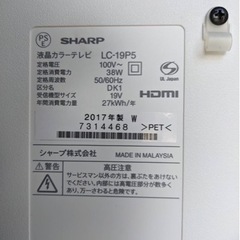 PS
E
SHARP
液晶カラーテレビ LC-19P5
定格電圧 100V~
定格消費電力 38W
定格周波数 50/60Hz
区分名 DK1
受信機型サイズ 19V
年間消費電力量 27kWh/年
HDMI
2017年製 W
7314468 >PET<
シャープ株式会社 MADE IN MALAYSIA
高圧注意
サービスマン以外の方は、裏ぶたをあけないでください。
内部には高電圧部分が数多く
あり、万一さわると危険です。